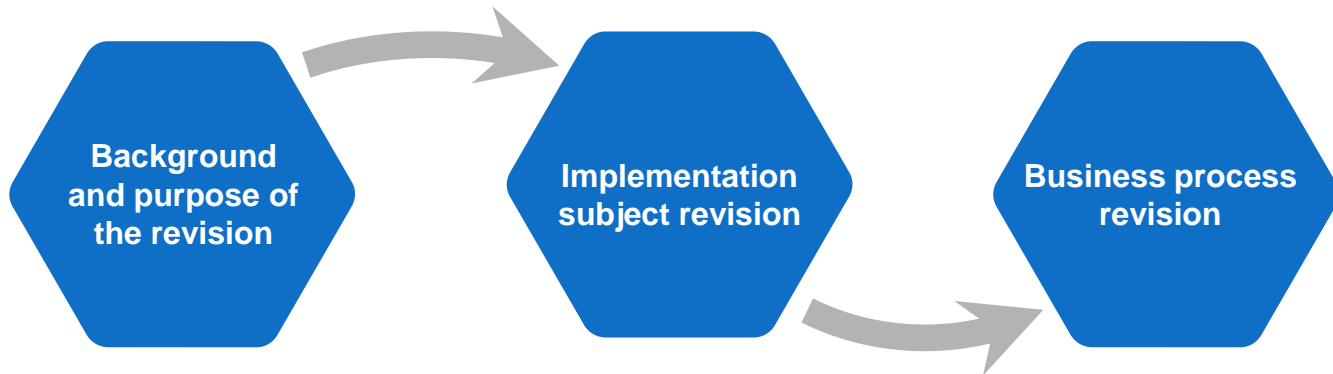 Background
and purpose of
the revision
Implementation
subject revision
Business process
revision